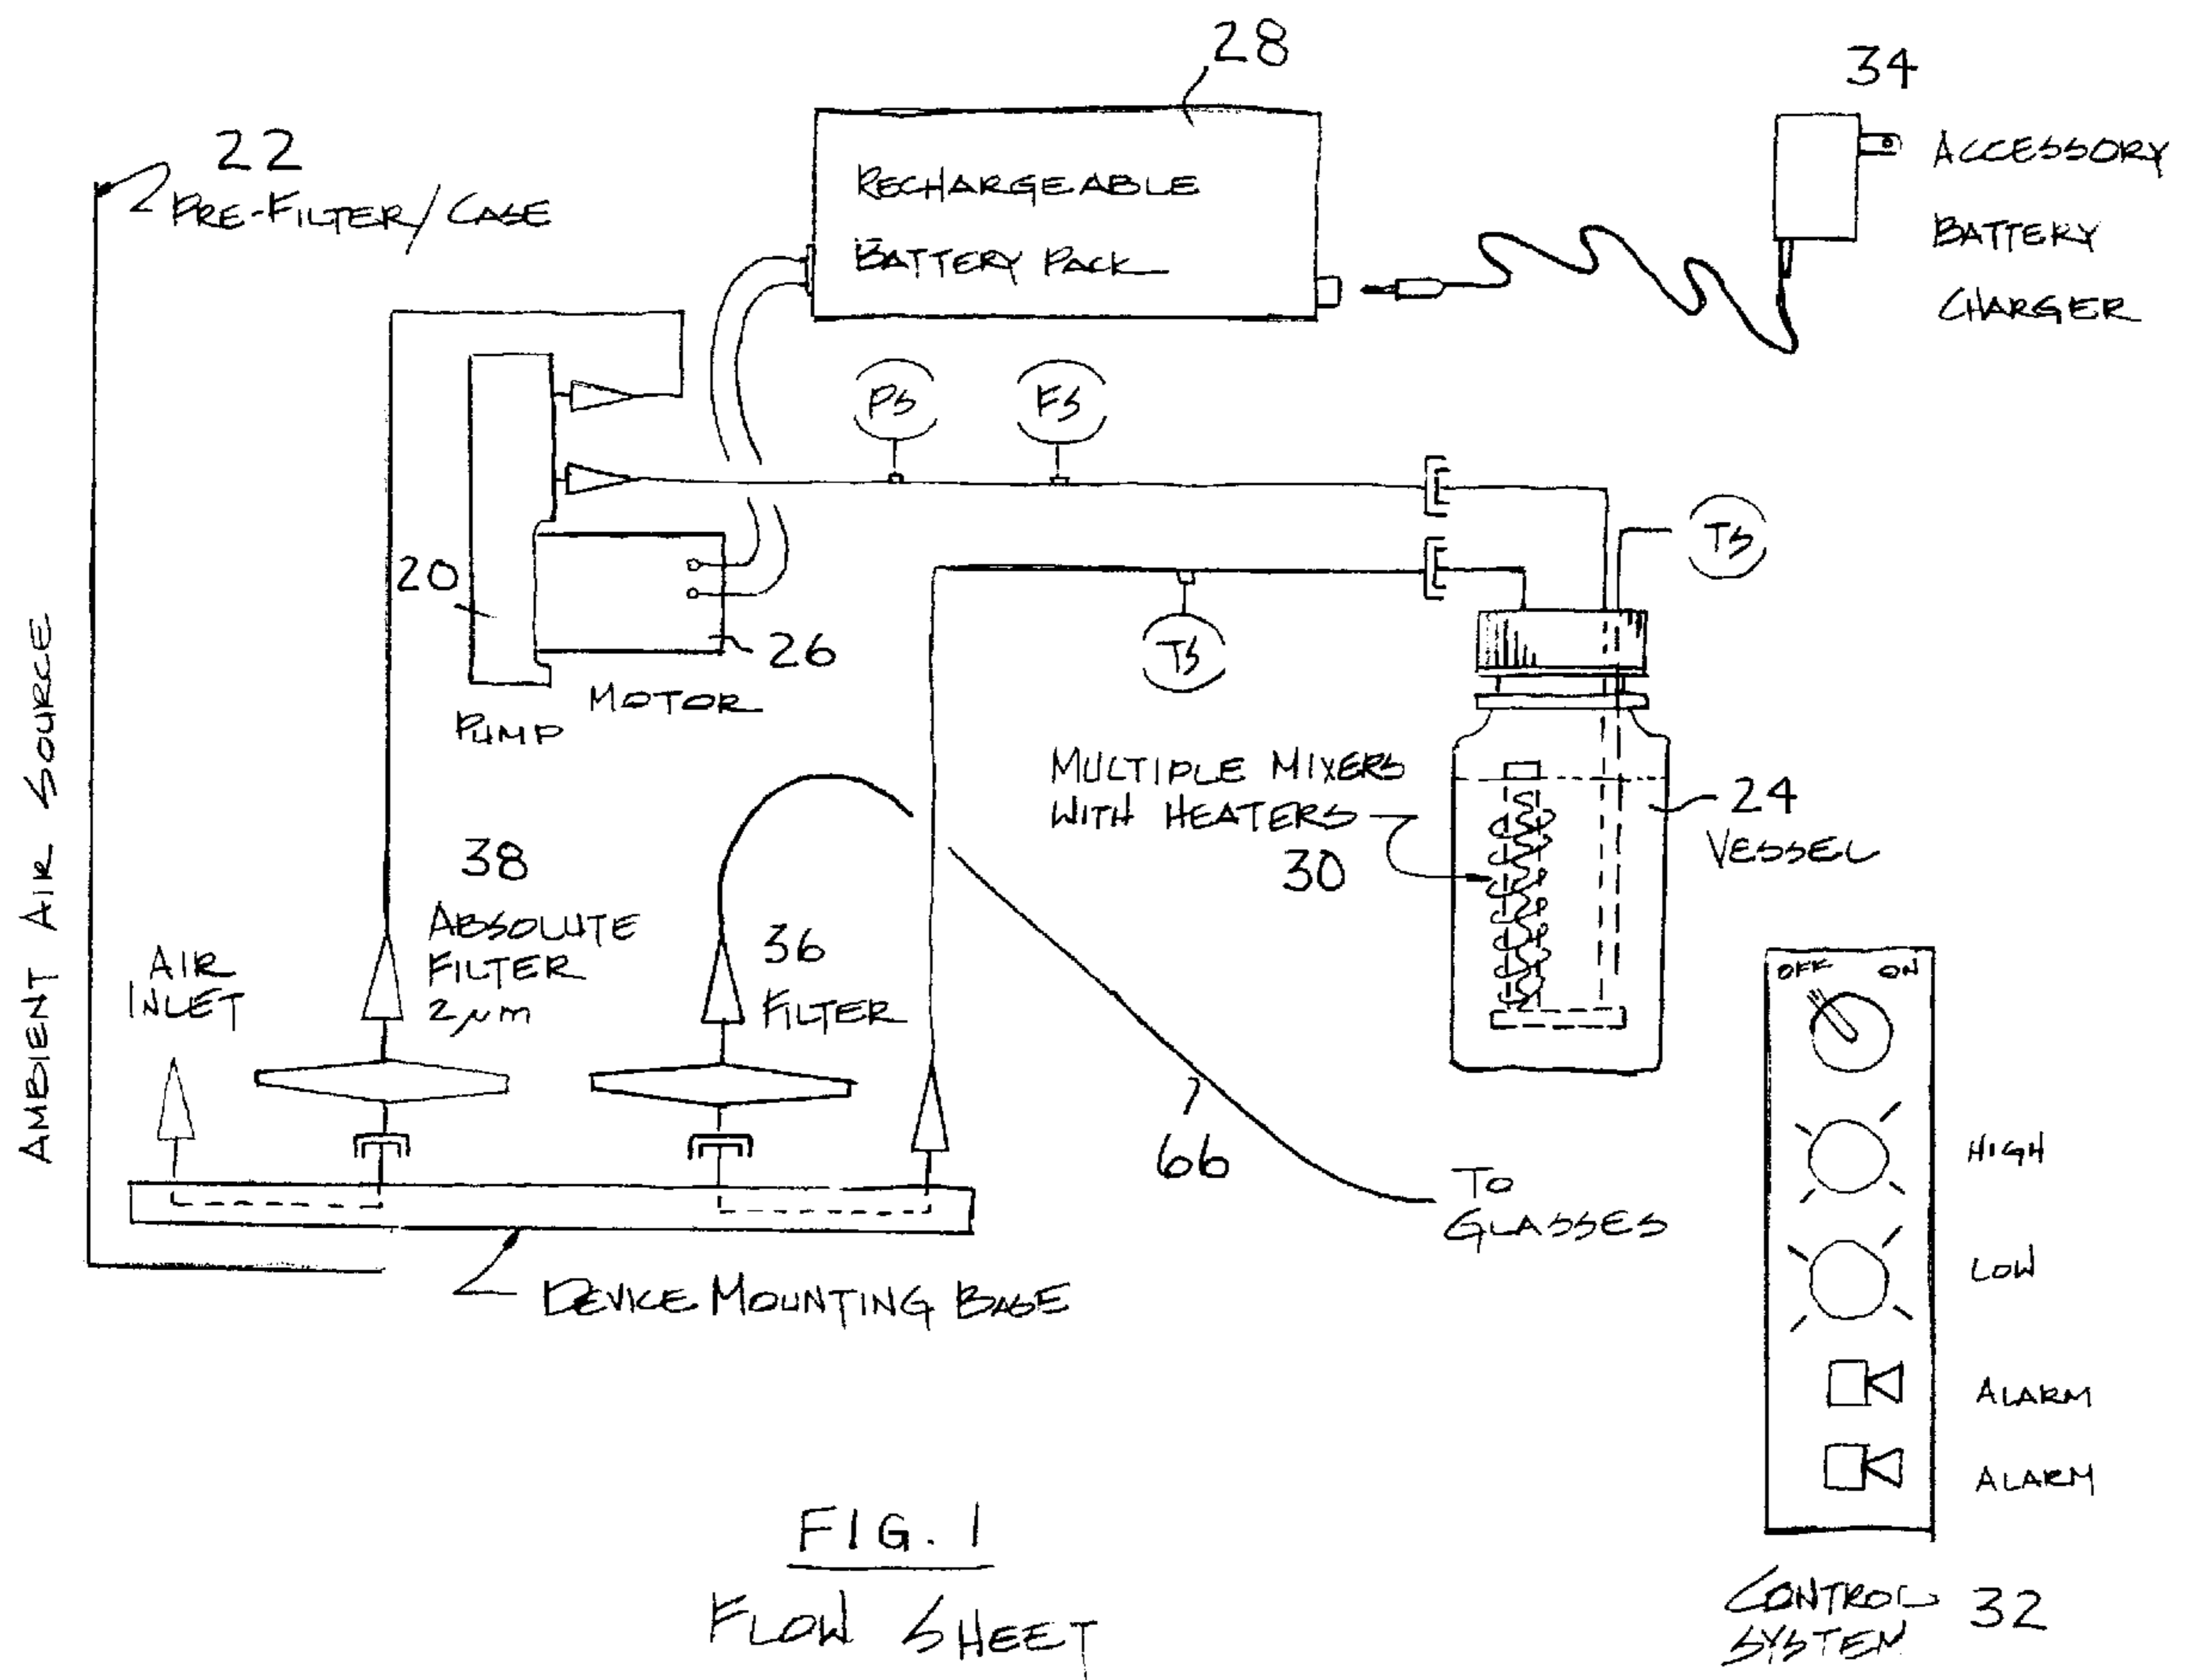 28
34
22
PRE-FILTER/CASE
RECHARGEABLE
BATTERY PACK
ACCESSORY
BATTERY
CHARGER
PS
FS
TS
20
26
TS
MOTOR
PUMP
AMBIENT AIR SOURCE
MULTIPLE MIXERS
WITH HEATERS
30
24
VESSEL
38
ABSOLUTE
FILTER
2μm
36
FILTER
AIR
INLET
OFF ON
66
TO
GLASSES
HIGH
LOW
DEVICE MOUNTING BASE
ALARM
ALARM
FIG. 1
FLOW SHEET
CONTROL 32
SYSTEM